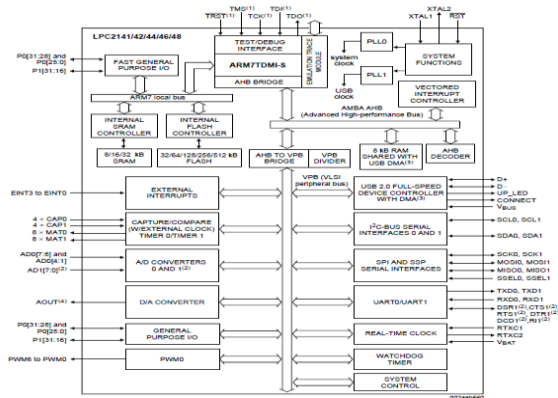 TMS(1) TDI(1)
TRST(1) TCK(1) TDO(1)
XTAL2
XTAL1 RST
LPC2141/42/44/46/48
P0[31:28] and
P0[25:0]
P1[31:16]
FAST GENERAL
PURPOSE I/O
TEST/DEBUG
INTERFACE
ARM7TDMI-S
AHB BRIDGE
EMULATION TRACE
MODULE
PLL0
system
clock
PLL1
USB
clock
SYSTEM
FUNCTIONS
VECTORED
INTERRUPT
CONTROLLER
ARM7 local bus
AMBA AHB
(Advanced High-performance Bus)
INTERNAL
SRAM
CONTROLLER
INTERNAL
FLASH
CONTROLLER
8/16/32 kB
SRAM
32/64/128/256/512 kB
FLASH
AHB TO VPB
BRIDGE
VPB
DIVIDER
8 kB RAM
SHARED WITH
USB DMA(3)
AHB
DECODER
VPB (VLSI
peripheral bus)
EINT3 to EINT0
EXTERNAL
INTERRUPTS
USB 2.0 FULL-SPEED
DEVICE CONTROLLER
WITH DMA(3)
D+
D−
UP_LED
CONNECT
VBUS
4 × CAP0
4 × CAP1
8 × MAT0
8 × MAT1
CAPTURE/COMPARE
(W/EXTERNAL CLOCK)
TIMER 0/TIMER 1
I2C-BUS SERIAL
INTERFACES 0 AND 1
SCL0, SCL1
SDA0, SDA1
AD0[7:6] and
AD0[4:1]
AD1[7:0](2)
A/D CONVERTERS
0 AND 1(2)
SPI AND SSP
SERIAL INTERFACES
SCK0, SCK1
MOSI0, MOSI1
MISO0, MISO1
SSEL0, SSEL1
AOUT(4)
D/A CONVERTER
UART0/UART1
TXD0, TXD1
RXD0, RXD1
DSR1(2),CTS1(2)
RTS1(2), DTR1(2)
DCD1(2),RI1(2)
P0[31:28] and
P0[25:0]
P1[31:16]
GENERAL
PURPOSE I/O
REAL-TIME CLOCK
RTXC1
RTXC2
VBAT
PWM6 to PWM0
PWM0
WATCHDOG
TIMER
SYSTEM
CONTROL